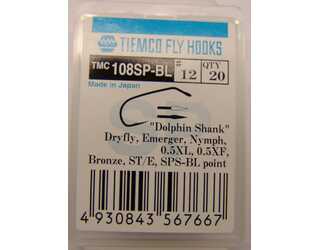 TIEMCO FLY HOOKS
TMC 108SP-BL # 12 QTY 20
Made in Japan
"Dolphin Shank"
Dryfly, Emerger, Nymph,
0.5XL, 0.5XF,
Bronze, ST/E, SPS-BL point
4 930843 567667